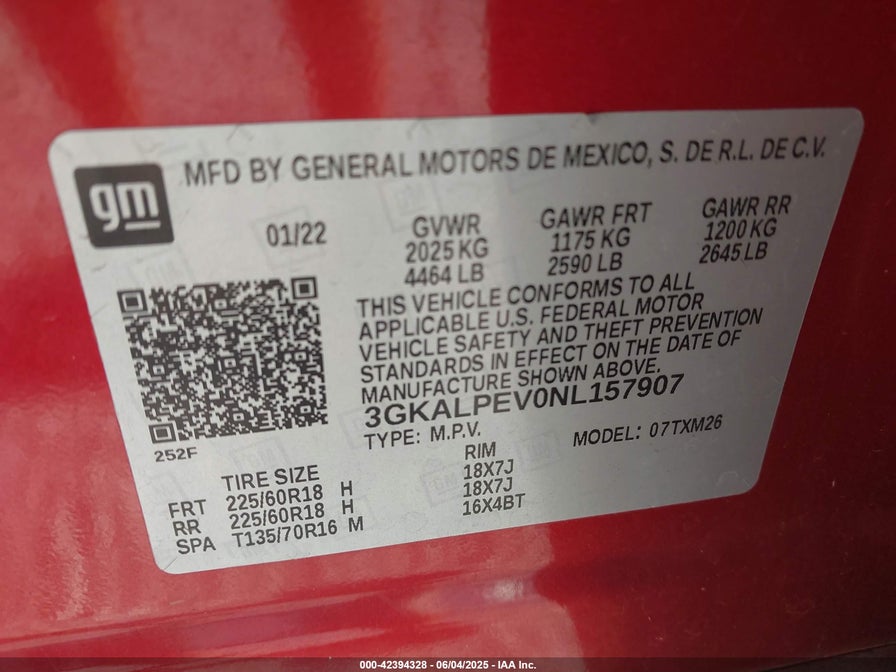 gm
MFD BY GENERAL MOTORS DE MEXICO, S. DE R.L. DE C.V.
01/22
GVWR
2025 KG
4464 LB
GAWR FRT
1175 KG
2590 LB
GAWR RR
1200 KG
2645 LB
THIS VEHICLE CONFORMS TO ALL
APPLICABLE U.S. FEDERAL MOTOR
VEHICLE SAFETY AND THEFT PREVENTION
STANDARDS IN EFFECT ON THE DATE OF
MANUFACTURE SHOWN ABOVE.
3GKALPEV0NL157907
TYPE: M.P.V. MODEL: 07TXM26
252F
TIRE SIZE RIM
FRT 225/60R18 H 18X7J
RR 225/60R18 H 18X7J
SPA T135/70R16 M 16X4BT
000-42394328 - 06/04/2025 - IAA Inc.